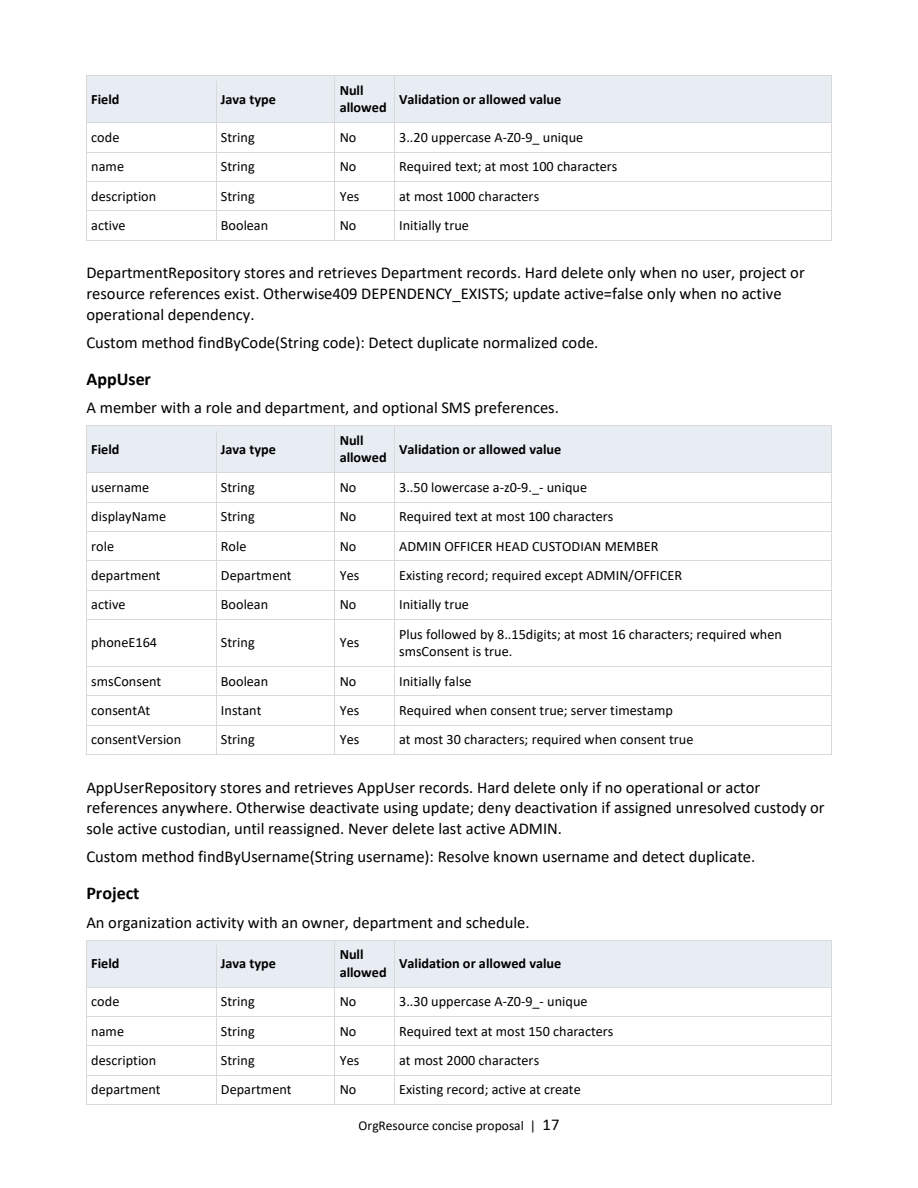 Field Java type Null allowed Validation or allowed value
code String No 3..20 uppercase A-Z0-9_ unique
name String No Required text; at most 100 characters
description String Yes at most 1000 characters
active Boolean No Initially true
DepartmentRepository stores and retrieves Department records. Hard delete only when no user, project or
resource references exist. Otherwise409 DEPENDENCY_EXISTS; update active=false only when no active
operational dependency.
Custom method findByCode(String code): Detect duplicate normalized code.
AppUser
A member with a role and department, and optional SMS preferences.
Field Java type Null allowed Validation or allowed value
username String No 3..50 lowercase a-z0-9._- unique
displayName String No Required text at most 100 characters
role Role No ADMIN OFFICER HEAD CUSTODIAN MEMBER
department Department Yes Existing record; required except ADMIN/OFFICER
active Boolean No Initially true
phoneE164 String Yes Plus followed by 8..15digits; at most 16 characters; required when
smsConsent is true.
smsConsent Boolean No Initially false
consentAt Instant Yes Required when consent true; server timestamp
consentVersion String Yes at most 30 characters; required when consent true
AppUserRepository stores and retrieves AppUser records. Hard delete only if no operational or actor
references anywhere. Otherwise deactivate using update; deny deactivation if assigned unresolved custody or
sole active custodian, until reassigned. Never delete last active ADMIN.
Custom method findByUsername(String username): Resolve known username and detect duplicate.
Project
An organization activity with an owner, department and schedule.
Field Java type Null allowed Validation or allowed value
code String No 3..30 uppercase A-Z0-9_- unique
name String No Required text at most 150 characters
description String Yes at most 2000 characters
department Department No Existing record; active at create
OrgResource concise proposal | 17